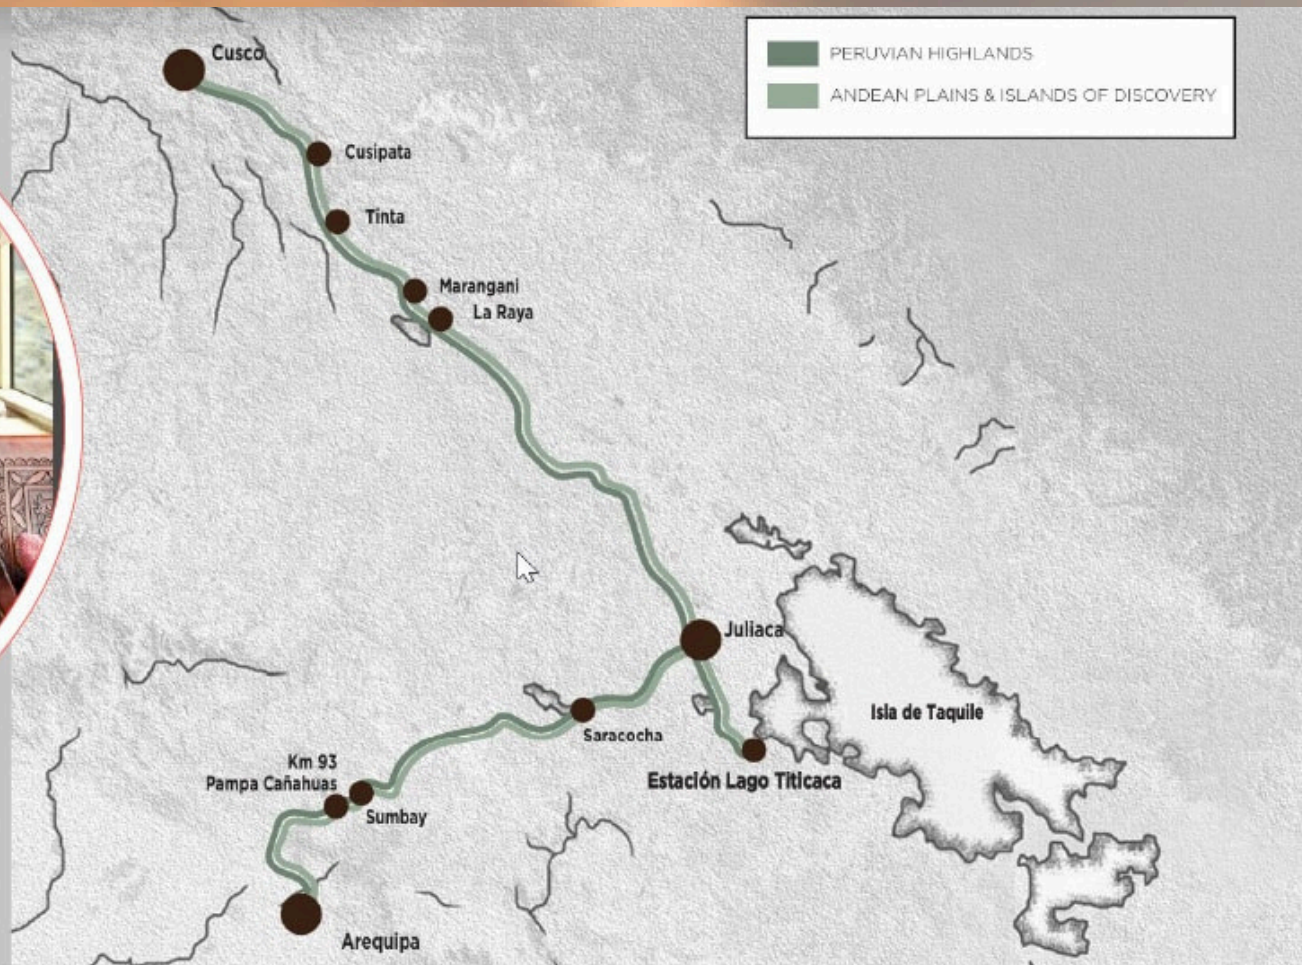 Cusco
PERUVIAN HIGHLANDS
ANDEAN PLAINS & ISLANDS OF DISCOVERY
Cusipata
Tinta
Marangani
La Raya
Juliaca
Isla de Taquile
Saracocha
Estación Lago Titicaca
Km 93
Pampa Cañahuas
Sumbay
Arequipa